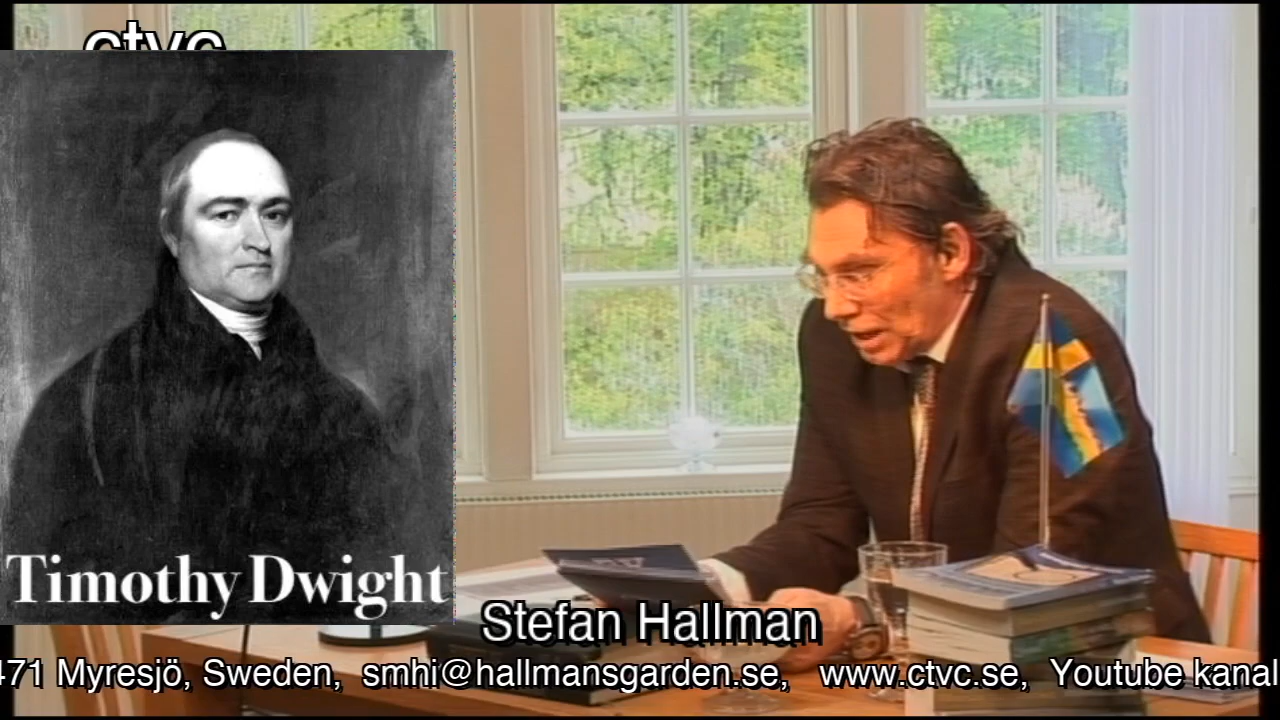 ctvc
Timothy Dwight
Stefan Hallman
471 Myresjö, Sweden, smhi@hallmansgarden.se, www.ctvc.se, Youtube kanal